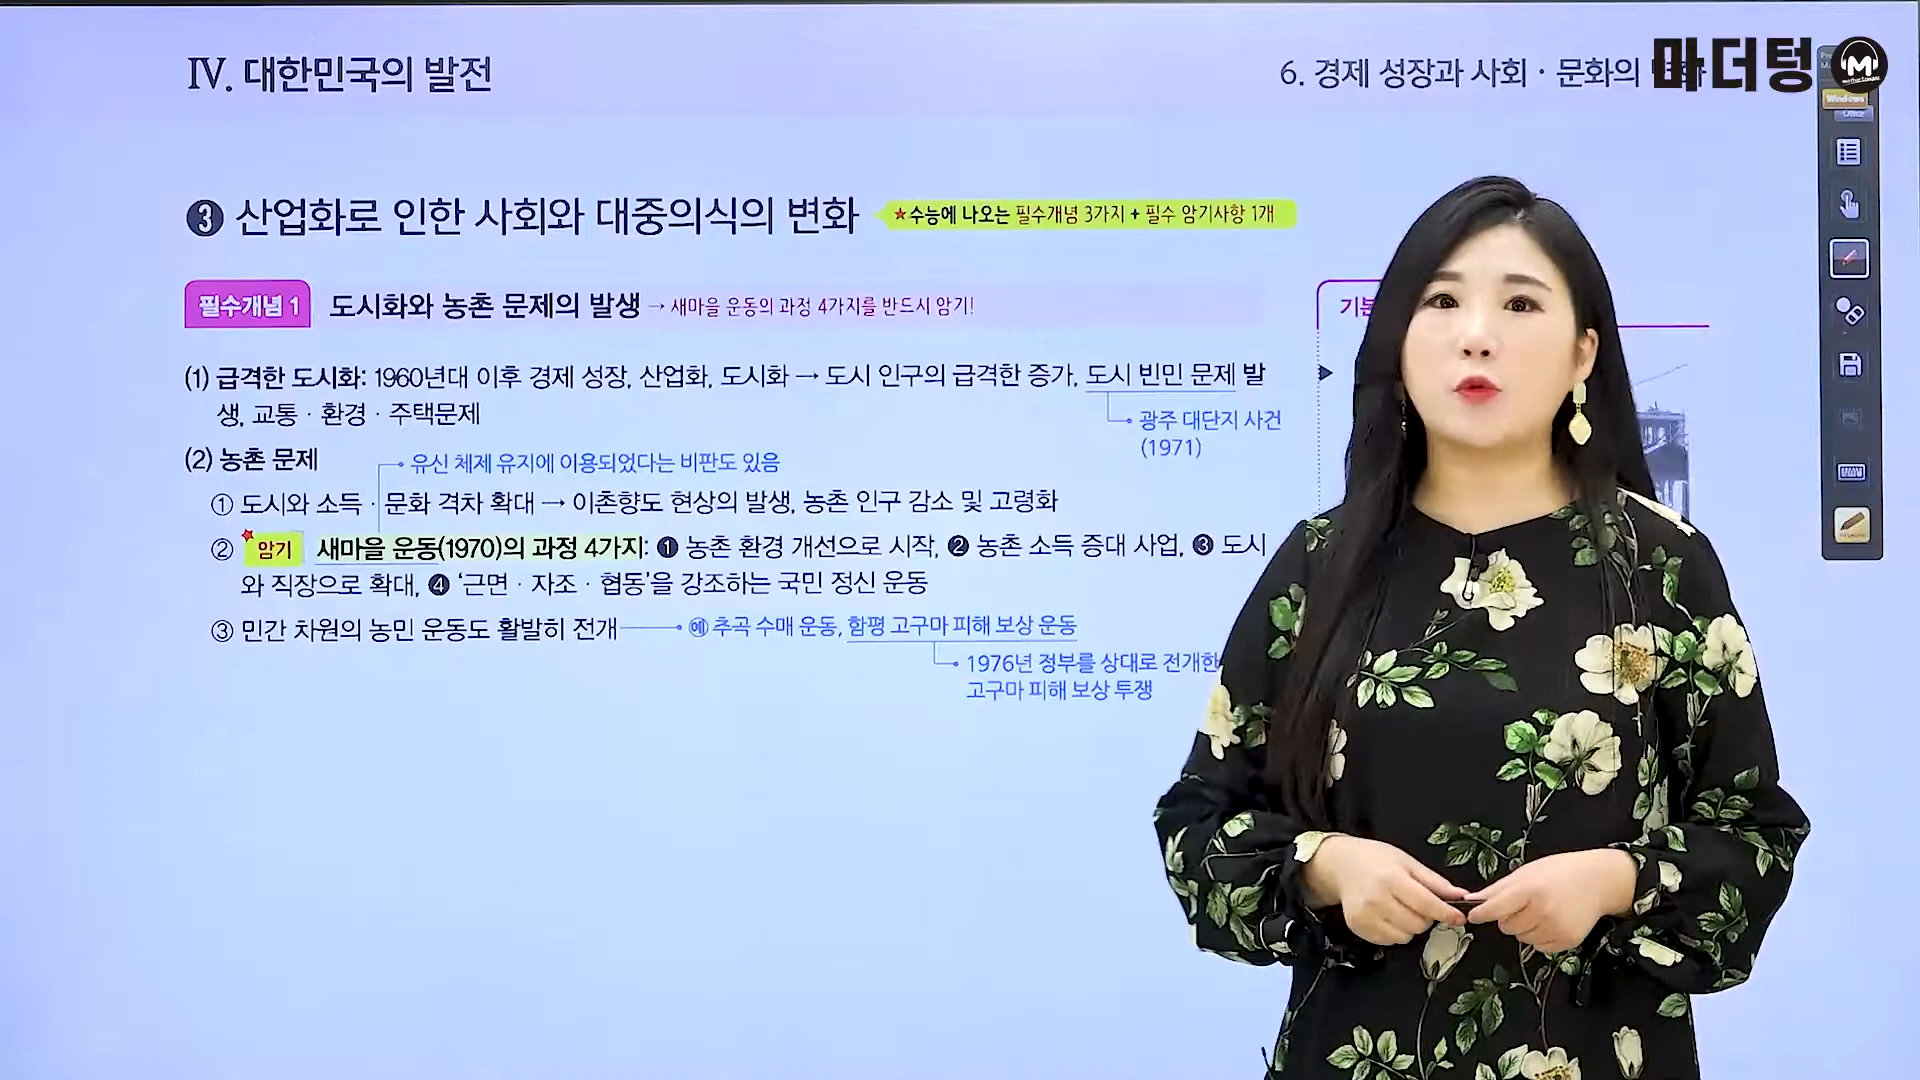 Ⅳ. 대한민국의 발전
6. 경제 성장과 사회 · 문화의
마더텅
M
Windows
Office
❸ 산업화로 인한 사회와 대중의식의 변화
★수능에 나오는 필수개념 3가지 + 필수 암기사항 1개
필수개념 1 도시화와 농촌 문제의 발생 → 새마을 운동의 과정 4가지를 반드시 암기!
(1) 급격한 도시화: 1960년대 이후 경제 성장, 산업화, 도시화 → 도시 인구의 급격한 증가, 도시 빈민 문제 발
생, 교통 · 환경 · 주택문제
광주 대단지 사건
(1971)
(2) 농촌 문제
유신 체제 유지에 이용되었다는 비판도 있음
① 도시와 소득 · 문화 격차 확대 → 이촌향도 현상의 발생, 농촌 인구 감소 및 고령화
② 암기 새마을 운동(1970)의 과정 4가지: ❶ 농촌 환경 개선으로 시작, ❷ 농촌 소득 증대 사업, ❸ 도시
와 직장으로 확대, ❹ ‘근면 · 자조 · 협동’을 강조하는 국민 정신 운동
③ 민간 차원의 농민 운동도 활발히 전개
예 추곡 수매 운동, 함평 고구마 피해 보상 운동
1976년 정부를 상대로 전개한
고구마 피해 보상 투쟁